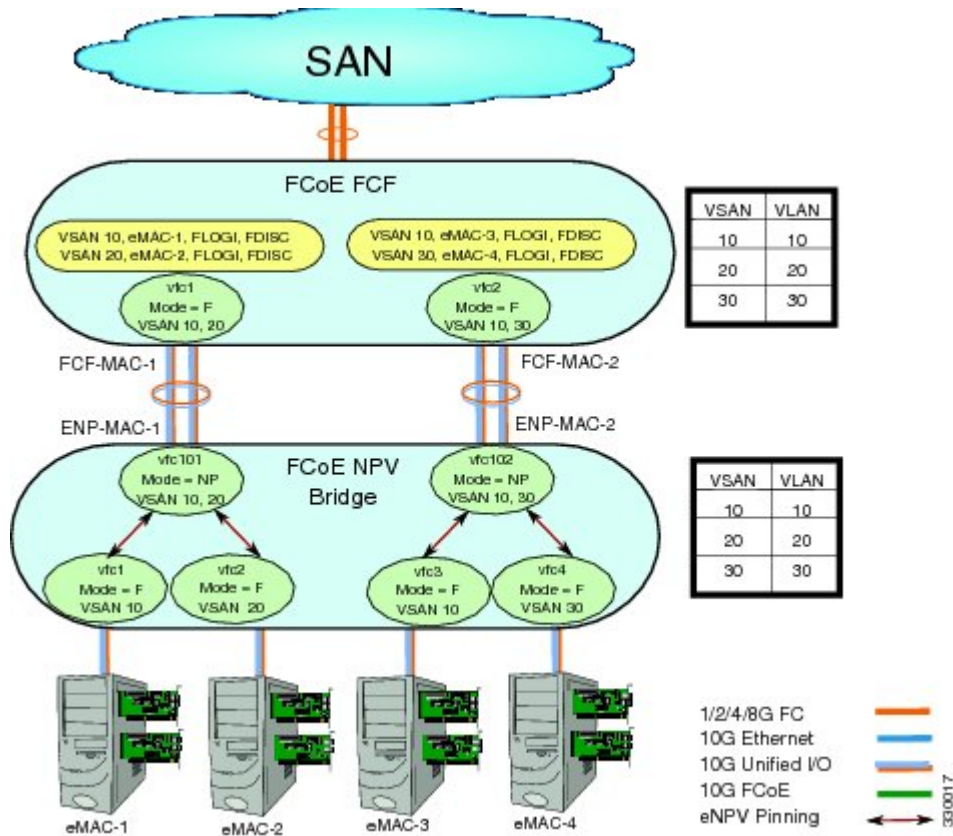 SAN
FCoE FCF
VSAN 10, eMAC-1, FLOGI, FDISC
VSAN 20, eMAC-2, FLOGI, FDISC
VSAN 10, eMAC-3, FLOGI, FDISC
VSAN 30, eMAC-4, FLOGI, FDISC
vfc1
Mode = F
VSAN 10, 20
vfc2
Mode = F
VSAN 10, 30
VSAN VLAN
10 10
20 20
30 30
FCF-MAC-1
FCF-MAC-2
ENP-MAC-1
ENP-MAC-2
FCoE NPV
Bridge
vfc101
Mode = NP
VSAN 10, 20
vfc102
Mode = NP
VSAN 10, 30
vfc1
Mode = F
VSAN 10
vfc2
Mode = F
VSAN 20
vfc3
Mode = F
VSAN 10
vfc4
Mode = F
VSAN 30
VSAN VLAN
10 10
20 20
30 30
eMAC-1
eMAC-2
eMAC-3
eMAC-4
1/2/4/8G FC
10G Ethernet
10G Unified I/O
10G FCoE
eNPV Pinning
330017